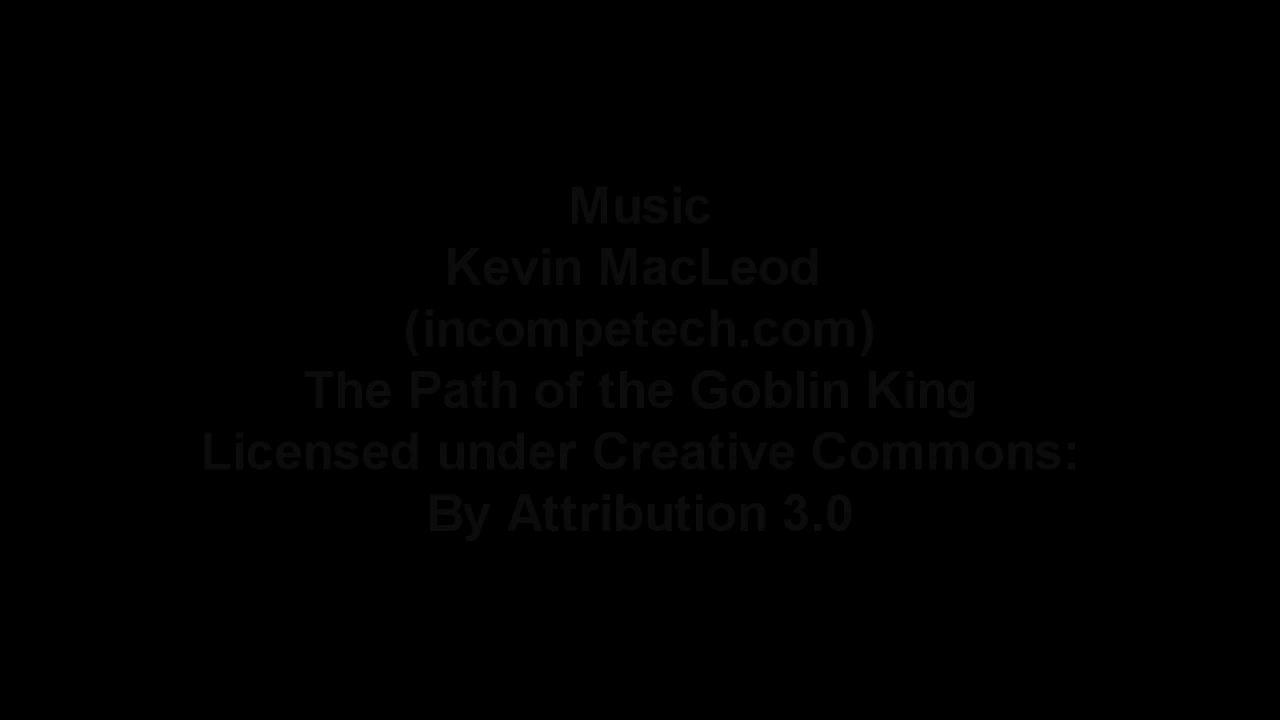 Music
Kevin MacLeod
(incompetech.com)
The Path of the Goblin King
Licensed under Creative Commons:
By Attribution 3.0